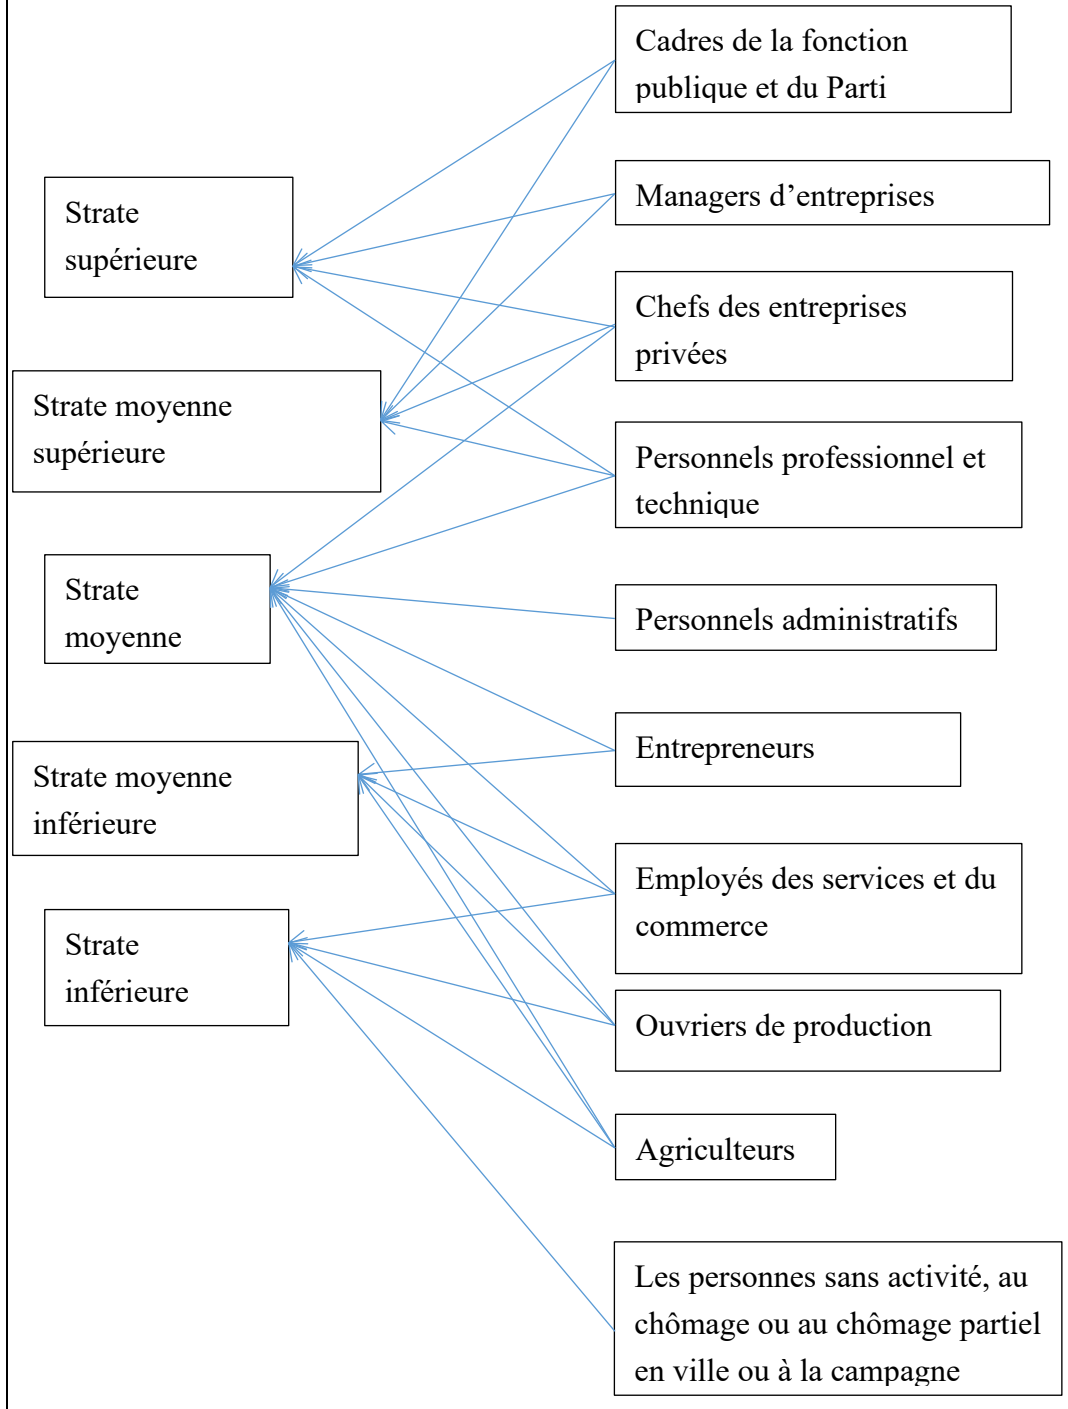 Cadres de la fonction
publique et du Parti
Managers d’entreprises
Strate
supérieure
Chefs des entreprises
privées
Strate moyenne
supérieure
Personnels professionnel et
technique
Strate
moyenne
Personnels administratifs
Entrepreneurs
Strate moyenne
inférieure
Employés des services et du
commerce
Strate
inférieure
Ouvriers de production
Agriculteurs
Les personnes sans activité, au
chômage ou au chômage partiel
en ville ou à la campagne